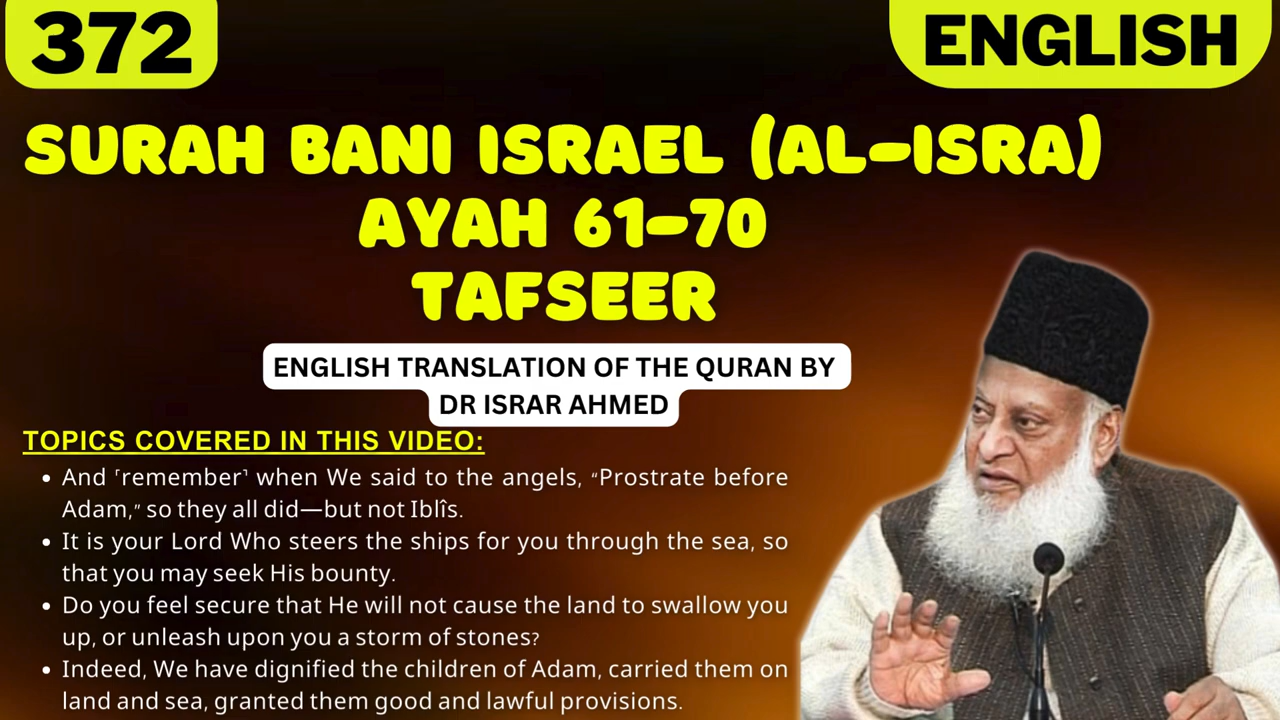 372
ENGLISH
SURAH BANI ISRAEL (AL-ISRA)
AYAH 61-70
TAFSEER
ENGLISH TRANSLATION OF THE QURAN BY
DR ISRAR AHMED
TOPICS COVERED IN THIS VIDEO:
• And ˹remember˺ when We said to the angels, “Prostrate before
Adam,” so they all did—but not Iblîs.
• It is your Lord Who steers the ships for you through the sea, so
that you may seek His bounty.
• Do you feel secure that He will not cause the land to swallow you
up, or unleash upon you a storm of stones?
• Indeed, We have dignified the children of Adam, carried them on
land and sea, granted them good and lawful provisions.